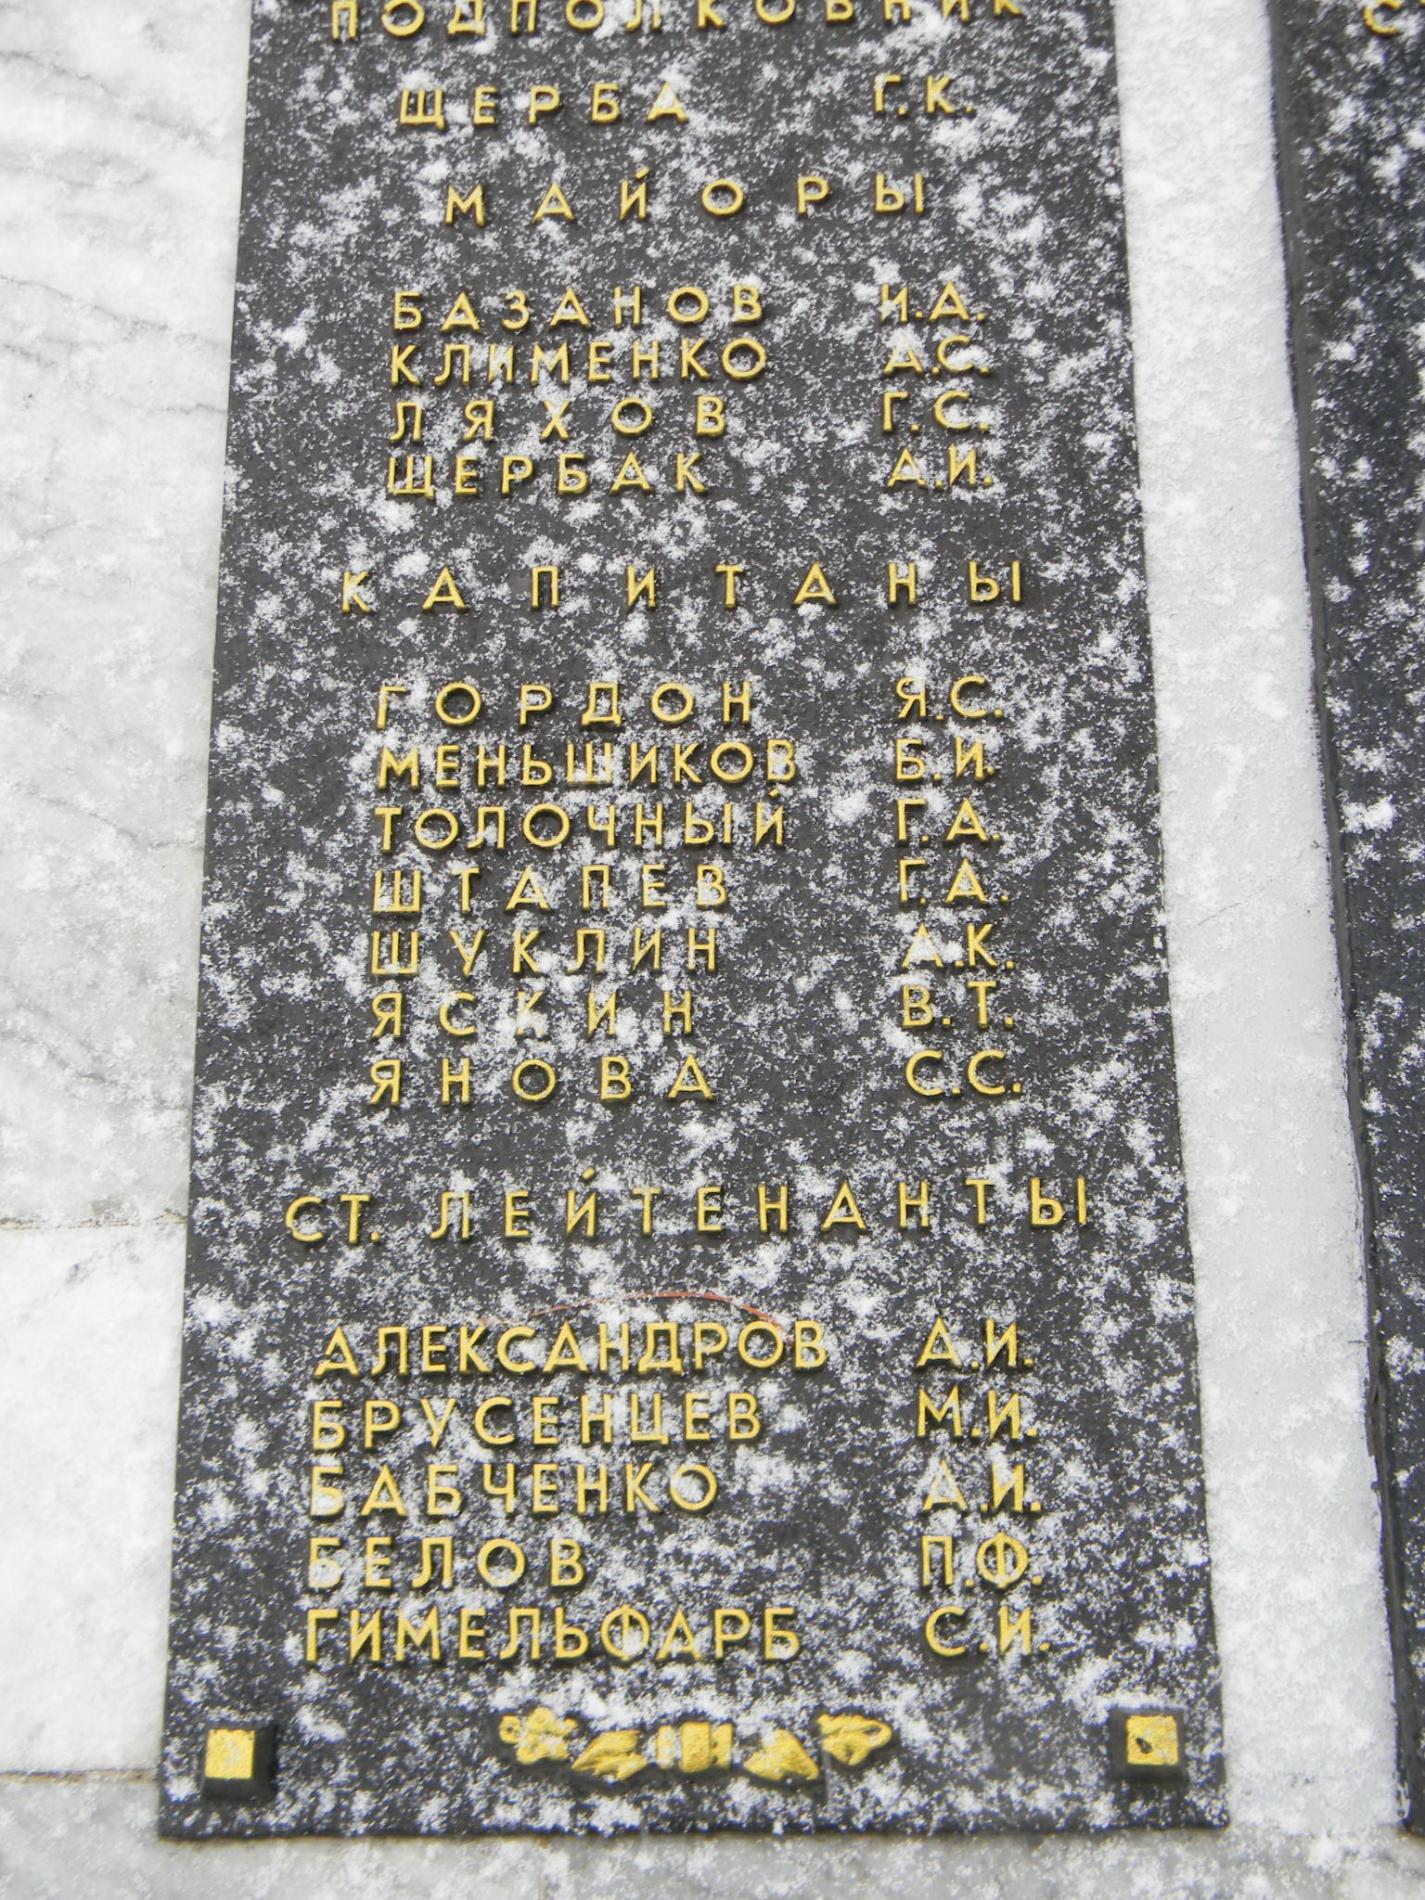 ПОДПОЛКОВНИК
ЩЕРБА Г.К.
МАЙОРЫ
БАЗАНОВ И.А.
КЛИМЕНКО А.С.
ЛЯХОВ Г.С.
ЩЕРБАК А.И.
КАПИТАНЫ
ГОРДОН Я.С.
МЕНЬШИКОВ Б.И.
ТОЛОЧНЫЙ Г.А.
ШТАПЕВ Г.А.
ШУКЛИН А.К.
ЯСКИН В.Т.
ЯНОВА С.С.
СТ. ЛЕЙТЕНАНТЫ
АЛЕКСАНДРОВ А.И.
БРУСЕНЦЕВ М.И.
БАБЧЕНКО А.И.
БЕЛОВ П.Ф.
ГИМЕЛЬФАРБ С.И.